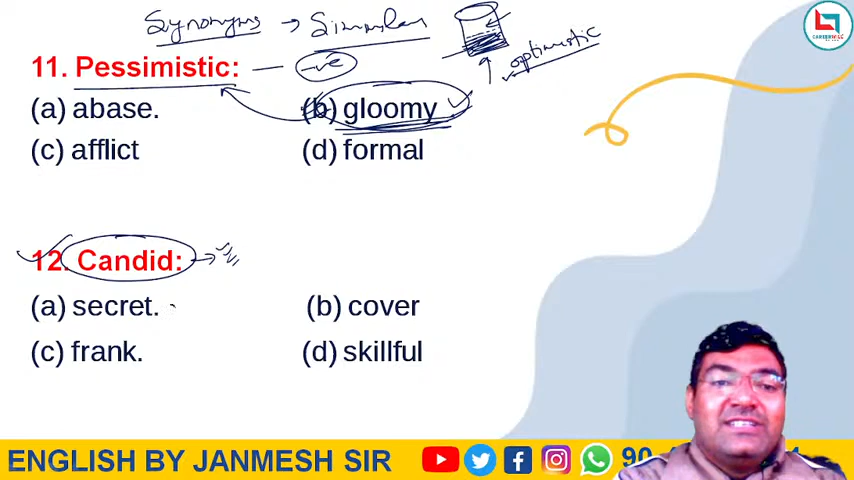 Synonyms → Similar
11. Pessimistic: — -ve
optimistic
(a) abase. (b) gloomy
(c) afflict (d) formal
12. Candid:
(a) secret. (b) cover
(c) frank. (d) skillful
ENGLISH BY JANMESH SIR
90